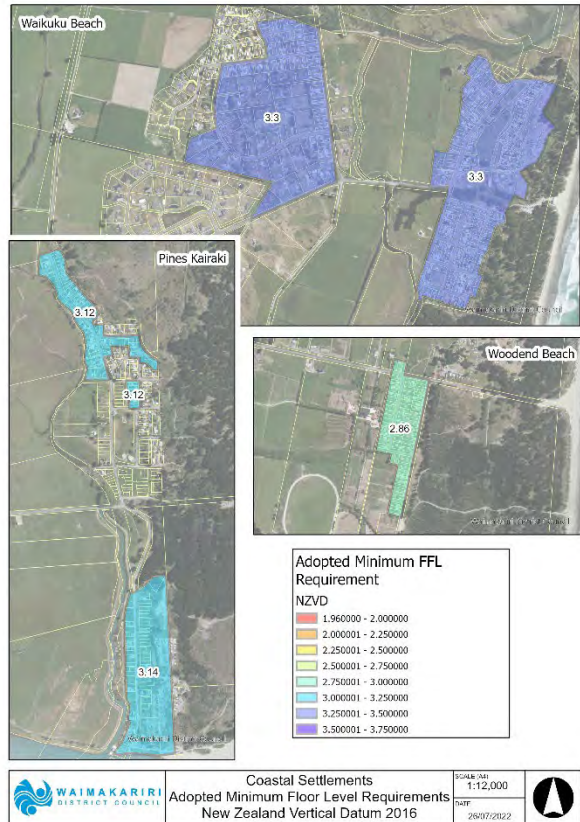 Waikuku Beach
3.3
3.3
Pines Kairaki
3.12
3.12
3.14
Woodend Beach
2.86
Adopted Minimum FFL
Requirement
NZVD
1.960000 - 2.000000
2.000001 - 2.250000
2.250001 - 2.500000
2.500001 - 2.750000
2.750001 - 3.000000
3.000001 - 3.250000
3.250001 - 3.500000
3.500001 - 3.750000
WAIMAKARIRI
DISTRICT COUNCIL
Coastal Settlements
Adopted Minimum Floor Level Requirements
New Zealand Vertical Datum 2016
SCALE (A4)
1:12,000
DATE
26/07/2022